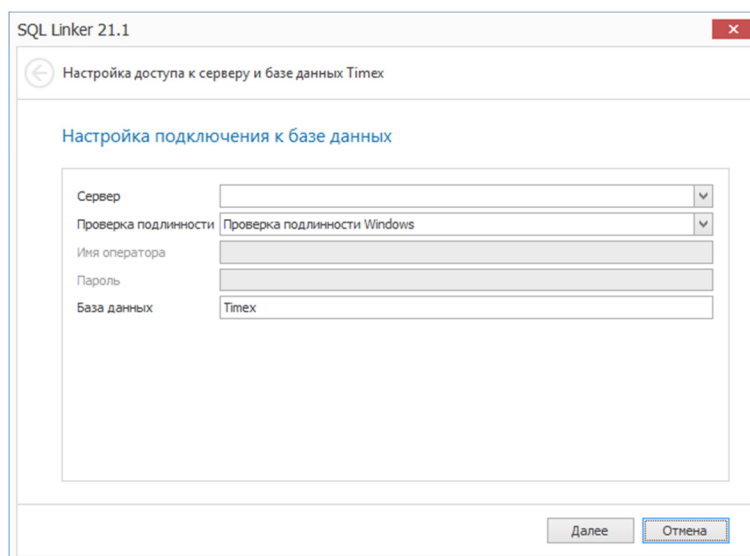 SQL Linker 21.1
Настройка доступа к серверу и базе данных Timex
Настройка подключения к базе данных
Сервер
Проверка подлинности Проверка подлинности Windows
Имя оператора
Пароль
База данных Timex
Далее Отмена